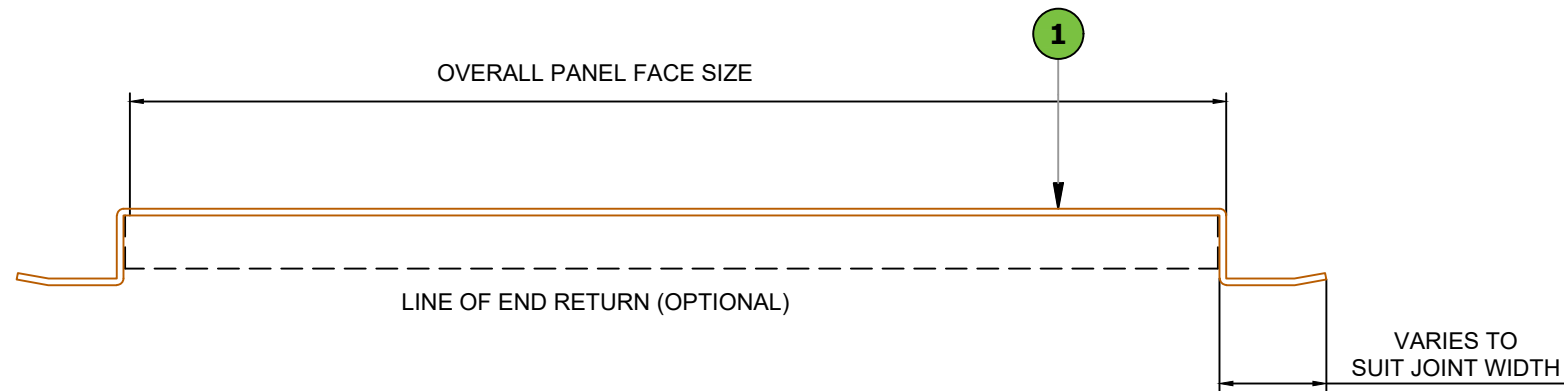 1
OVERALL PANEL FACE SIZE
LINE OF END RETURN (OPTIONAL)
VARIES TO
SUIT JOINT WIDTH